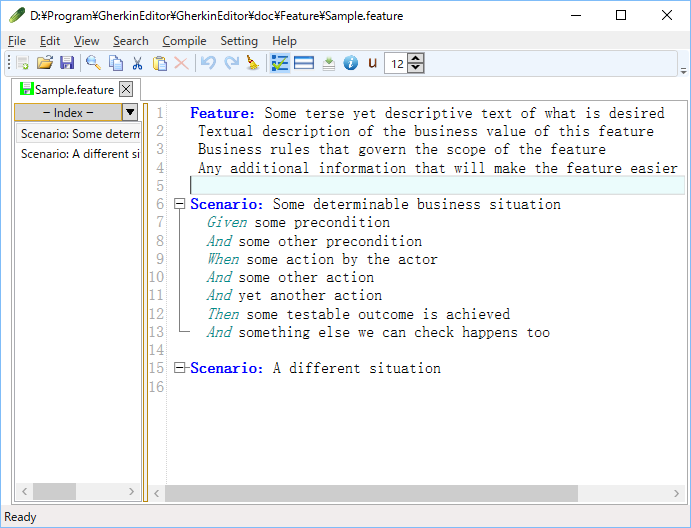 D:¥Program¥GherkinEditor¥GherkinEditor¥doc¥Feature¥Sample.feature
File Edit View Search Compile Setting Help
u 12
Sample.feature
– Index –
Scenario: Some determ
Scenario: A different si
1 Feature: Some terse yet descriptive text of what is desired
2 Textual description of the business value of this feature
3 Business rules that govern the scope of the feature
4 Any additional information that will make the feature easier
5
6 Scenario: Some determinable business situation
7 Given some precondition
8 And some other precondition
9 When some action by the actor
10 And some other action
11 And yet another action
12 Then some testable outcome is achieved
13 And something else we can check happens too
14
15 Scenario: A different situation
16
Ready